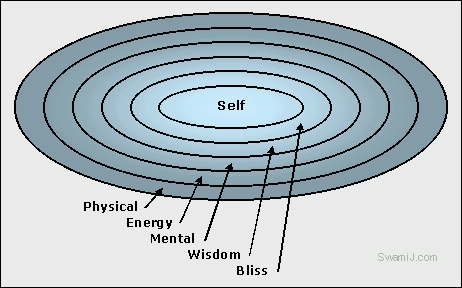 Self
Physical
Energy
Mental
Wisdom
Bliss
SwamiJ.com